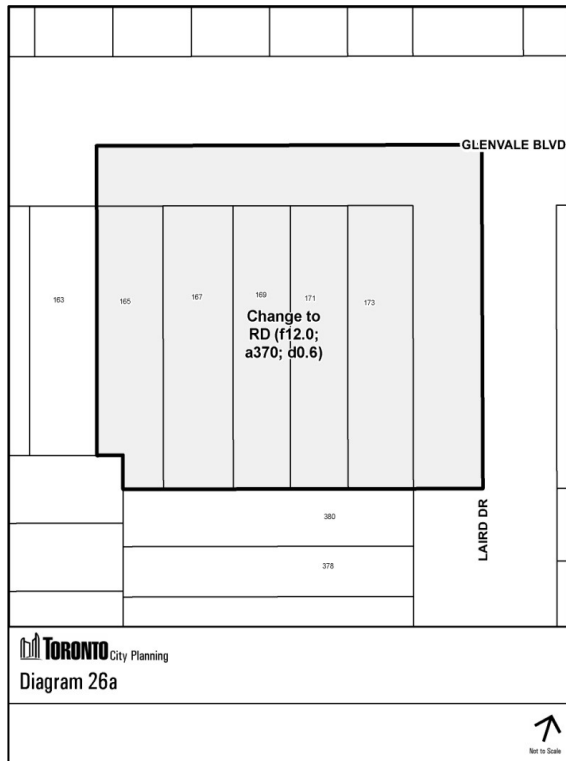 GLENVALE BLVD
163
165
167
169
171
173
Change to
RD (f12.0;
a370; d0.6)
380
378
LAIRD DR
TORONTO City Planning
Diagram 26a
Not to Scale